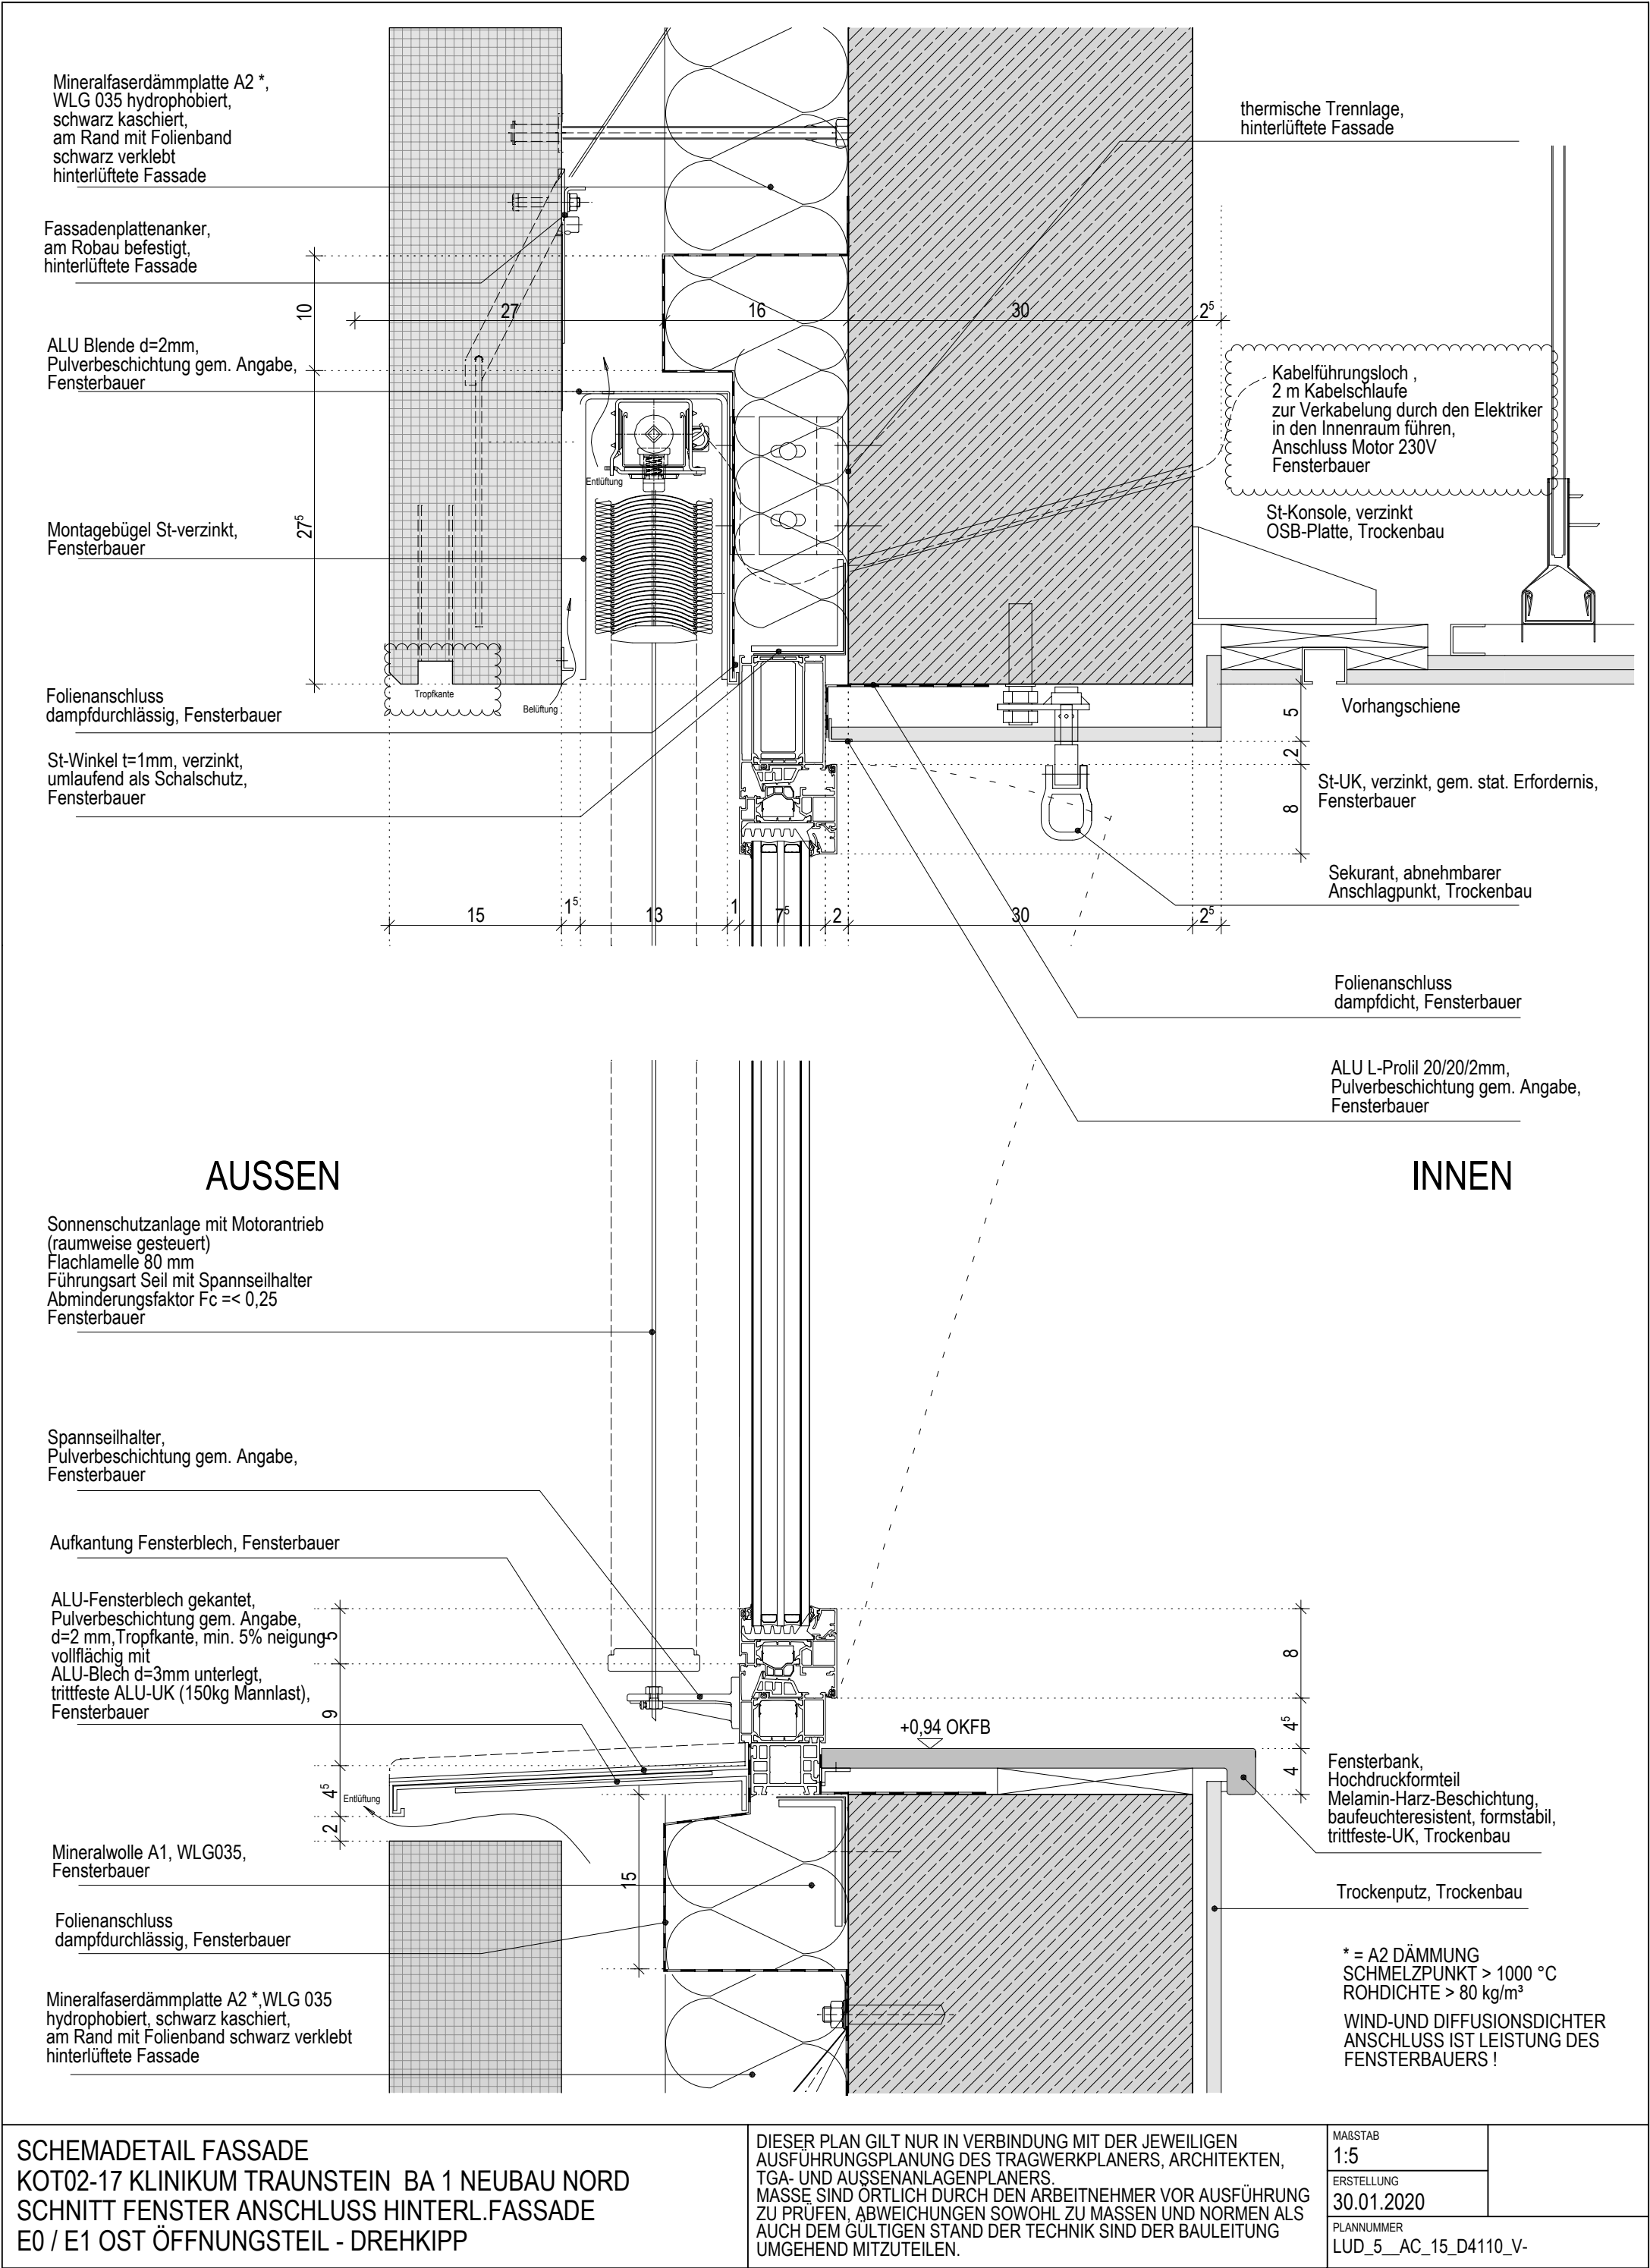 Mineralfaserdämmplatte A2 *,
WLG 035 hydrophobiert,
schwarz kaschiert,
am Rand mit Folienband
schwarz verklebt
hinterlüftete Fassade
thermische Trennlage,
hinterlüftete Fassade
Fassadenplattenanker,
am Robau befestigt,
hinterlüftete Fassade
10
27
16
30
2⁵
ALU Blende d=2mm,
Pulverbeschichtung gem. Angabe,
Fensterbauer
Kabelführungsloch ,
2 m Kabelschlaufe
zur Verkabelung durch den Elektriker
in den Innenraum führen,
Anschluss Motor 230V
Fensterbauer
Entlüftung
27⁵
Montagebügel St-verzinkt,
Fensterbauer
St-Konsole, verzinkt
OSB-Platte, Trockenbau
Folienanschluss
dampfdurchlässig, Fensterbauer
Tropfkante
Belüftung
Vorhangschiene
5
2
8
St-Winkel t=1mm, verzinkt,
umlaufend als Schalschutz,
Fensterbauer
St-UK, verzinkt, gem. stat. Erfordernis,
Fensterbauer
Sekurant, abnehmbarer
Anschlagpunkt, Trockenbau
15
1⁵
13
1
7⁵
2
30
2⁵
Folienanschluss
dampfdicht, Fensterbauer
ALU L-Prolil 20/20/2mm,
Pulverbeschichtung gem. Angabe,
Fensterbauer
AUSSEN
INNEN
Sonnenschutzanlage mit Motorantrieb
(raumweise gesteuert)
Flachlamelle 80 mm
Führungsart Seil mit Spannseilhalter
Abminderungsfaktor Fc =< 0,25
Fensterbauer
Spannseilhalter,
Pulverbeschichtung gem. Angabe,
Fensterbauer
Aufkantung Fensterblech, Fensterbauer
ALU-Fensterblech gekantet,
Pulverbeschichtung gem. Angabe,
d=2 mm,Tropfkante, min. 5% neigung
vollflächig mit
ALU-Blech d=3mm unterlegt,
trittfeste ALU-UK (150kg Mannlast),
Fensterbauer
5
9
4⁵
2
Entlüftung
15
+0,94 OKFB
8
4⁵
4
Fensterbank,
Hochdruckformteil
Melamin-Harz-Beschichtung,
baufeuchteresistent, formstabil,
trittfeste-UK, Trockenbau
Mineralwolle A1, WLG035,
Fensterbauer
Trockenputz, Trockenbau
Folienanschluss
dampfdurchlässig, Fensterbauer
* = A2 DÄMMUNG
SCHMELZPUNKT > 1000 °C
ROHDICHTE > 80 kg/m³
WIND-UND DIFFUSIONSDICHTER
ANSCHLUSS IST LEISTUNG DES
FENSTERBAUERS !
Mineralfaserdämmplatte A2 *,WLG 035
hydrophobiert, schwarz kaschiert,
am Rand mit Folienband schwarz verklebt
hinterlüftete Fassade
SCHEMADETAIL FASSADE
KOT02-17 KLINIKUM TRAUNSTEIN BA 1 NEUBAU NORD
SCHNITT FENSTER ANSCHLUSS HINTERL.FASSADE
E0 / E1 OST ÖFFNUNGSTEIL - DREHKIPP
DIESER PLAN GILT NUR IN VERBINDUNG MIT DER JEWEILIGEN
AUSFÜHRUNGSPLANUNG DES TRAGWERKPLANERS, ARCHITEKTEN,
TGA- UND AUSSENANLAGENPLANERS.
MASSE SIND ÖRTLICH DURCH DEN ARBEITNEHMER VOR AUSFÜHRUNG
ZU PRÜFEN, ABWEICHUNGEN SOWOHL ZU MASSEN UND NORMEN ALS
AUCH DEM GÜLTIGEN STAND DER TECHNIK SIND DER BAULEITUNG
UMGEHEND MITZUTEILEN.
MAßSTAB
1:5
ERSTELLUNG
30.01.2020
PLANNUMMER
LUD_5__AC_15_D4110_V-